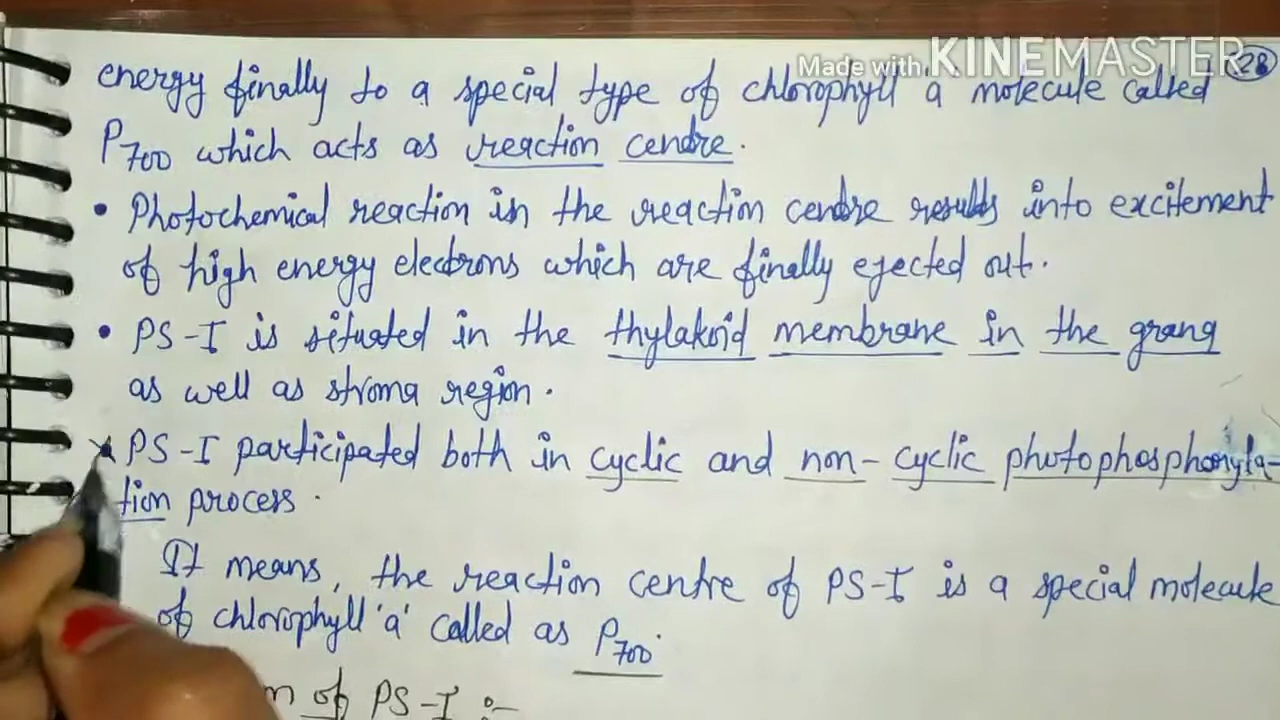 Made with KINEMASTER
28
energy finally to a special type of chlorophyll 'a' molecule called
P700 which acts as reaction centre.
• Photochemical reaction in the reaction centre results into excitement
of high energy electrons which are finally ejected out.
• PS-I is situated in the thylakoid membrane in the grana
as well as stroma region.
PS-I participated both in cyclic and non-cyclic photophosphoryla-
tion process.
It means, the reaction centre of PS-I is a special molecule
of chlorophyll 'a' called as P700.
of PS-I :-